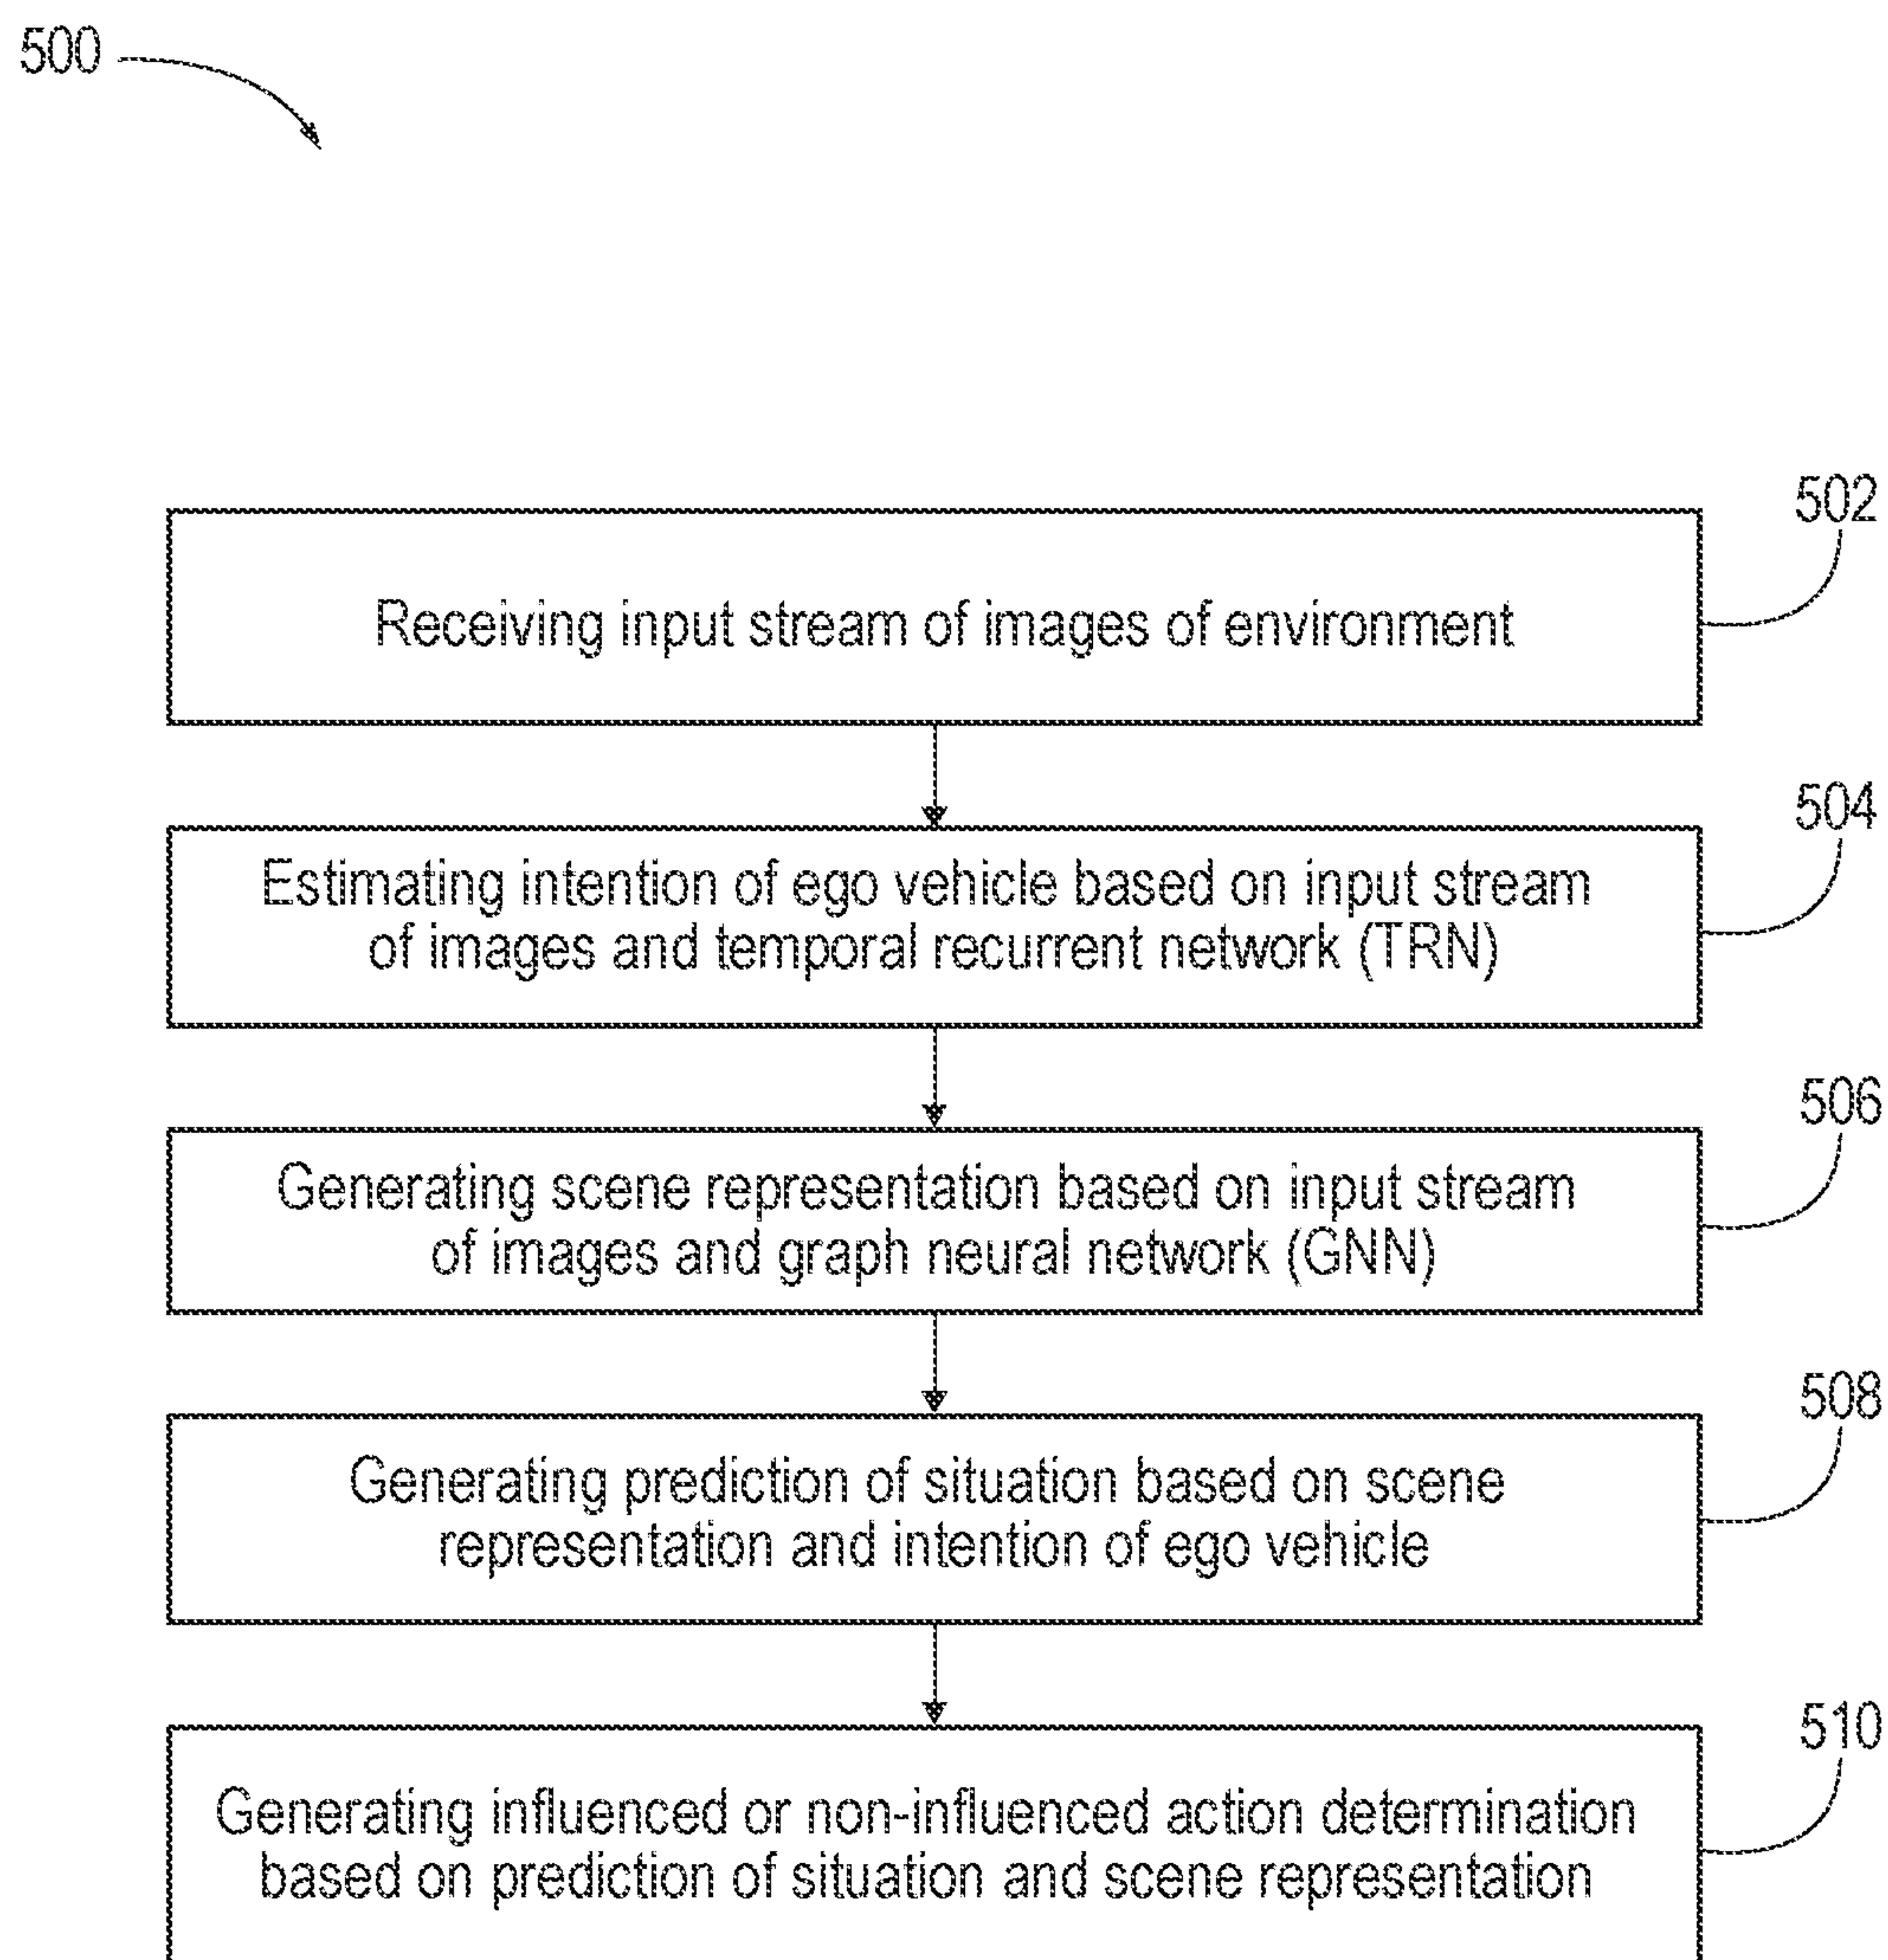 500
502
Receiving input stream of images of environment
504
Estimating intention of ego vehicle based on input stream
of images and temporal recurrent network (TRN)
506
Generating scene representation based on input stream
of images and graph neural network (GNN)
508
Generating prediction of situation based on scene
representation and intention of ego vehicle
510
Generating influenced or non-influenced action determination
based on prediction of situation and scene representation